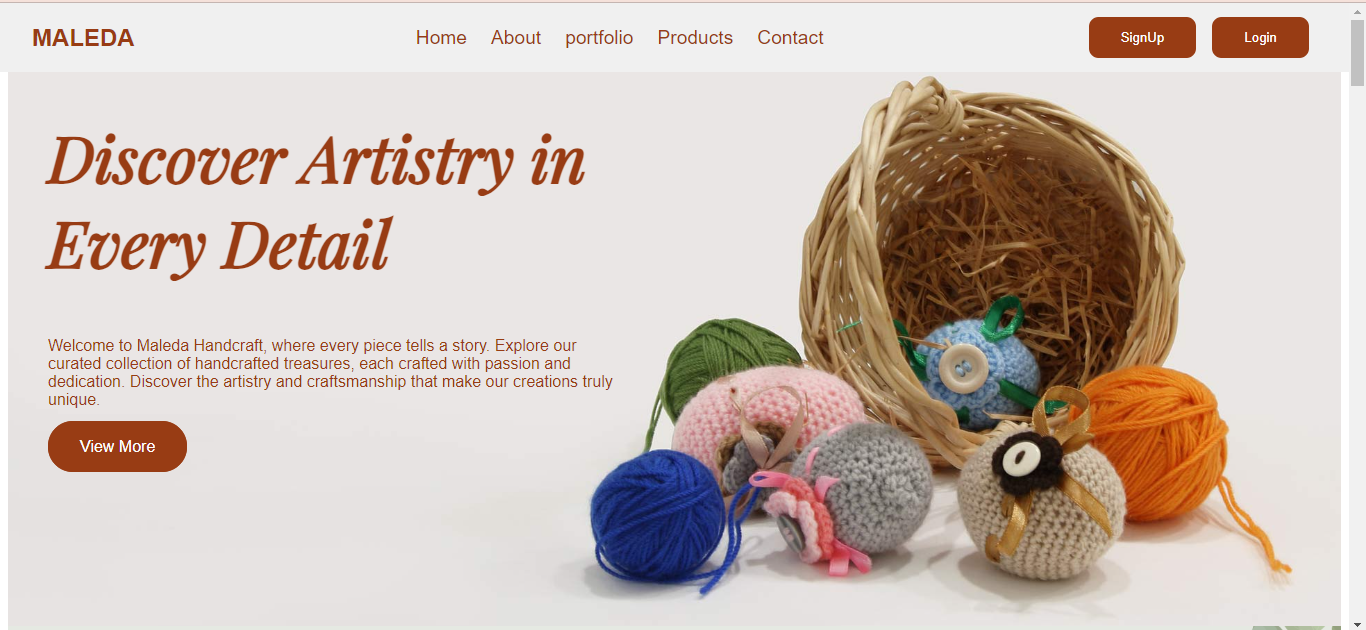 MALEDA
Home About portfolio Products Contact
SignUp Login
Discover Artistry in
Every Detail
Welcome to Maleda Handcraft, where every piece tells a story. Explore our
curated collection of handcrafted treasures, each crafted with passion and
dedication. Discover the artistry and craftsmanship that make our creations truly
unique.
View More